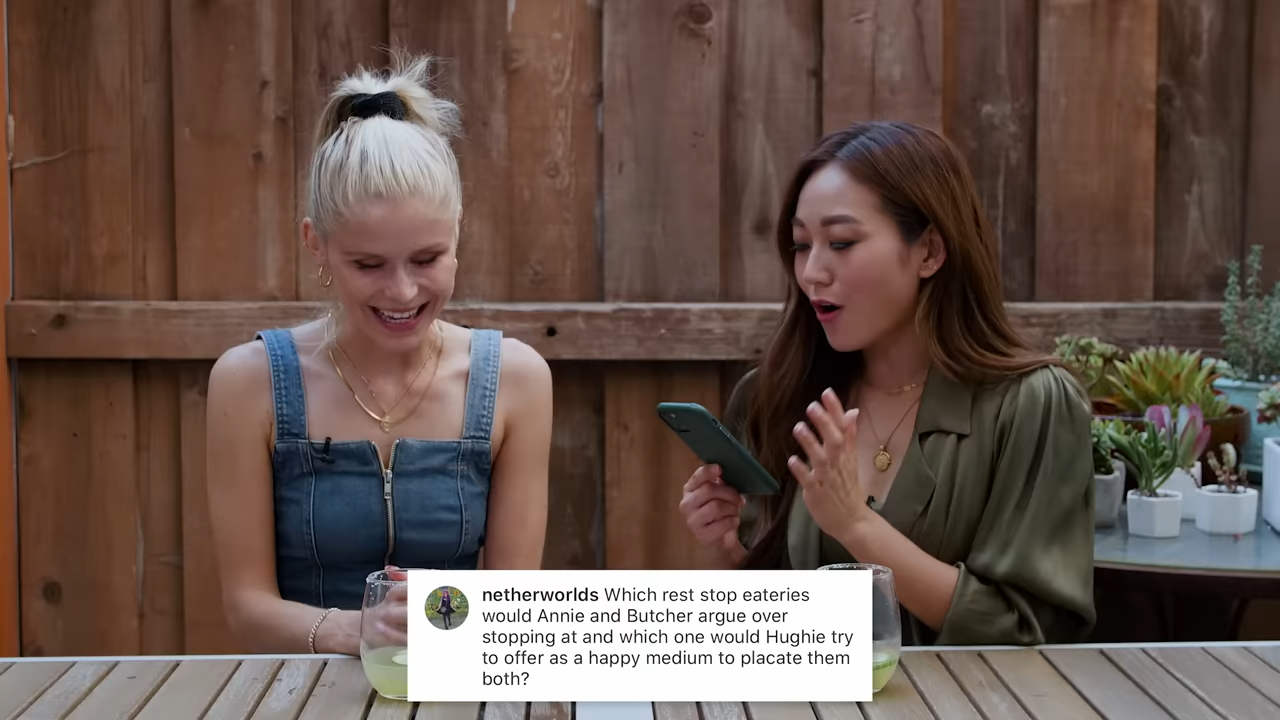 netherworlds Which rest stop eateries
would Annie and Butcher argue over
stopping at and which one would Hughie try
to offer as a happy medium to placate them
both?